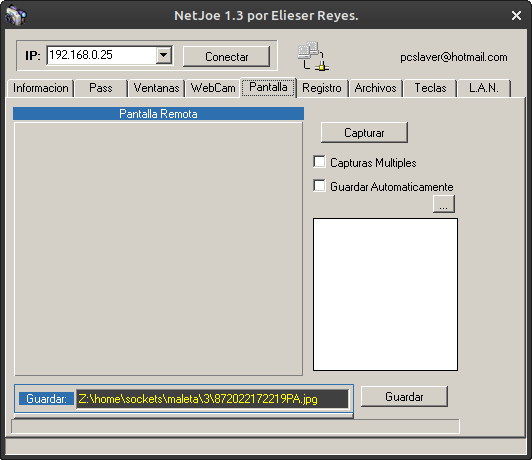 NetJoe 1.3 por Elieser Reyes.
IP: 192.168.0.25 Conectar pcslaver@hotmail.com
Informacion Pass Ventanas WebCam Pantalla Registro Archivos Teclas L.A.N.
Pantalla Remota
Capturar
Capturas Multiples
Guardar Automaticamente
...
Guardar: Z:\home\sockets\maleta\3\872022172219PA.jpg Guardar